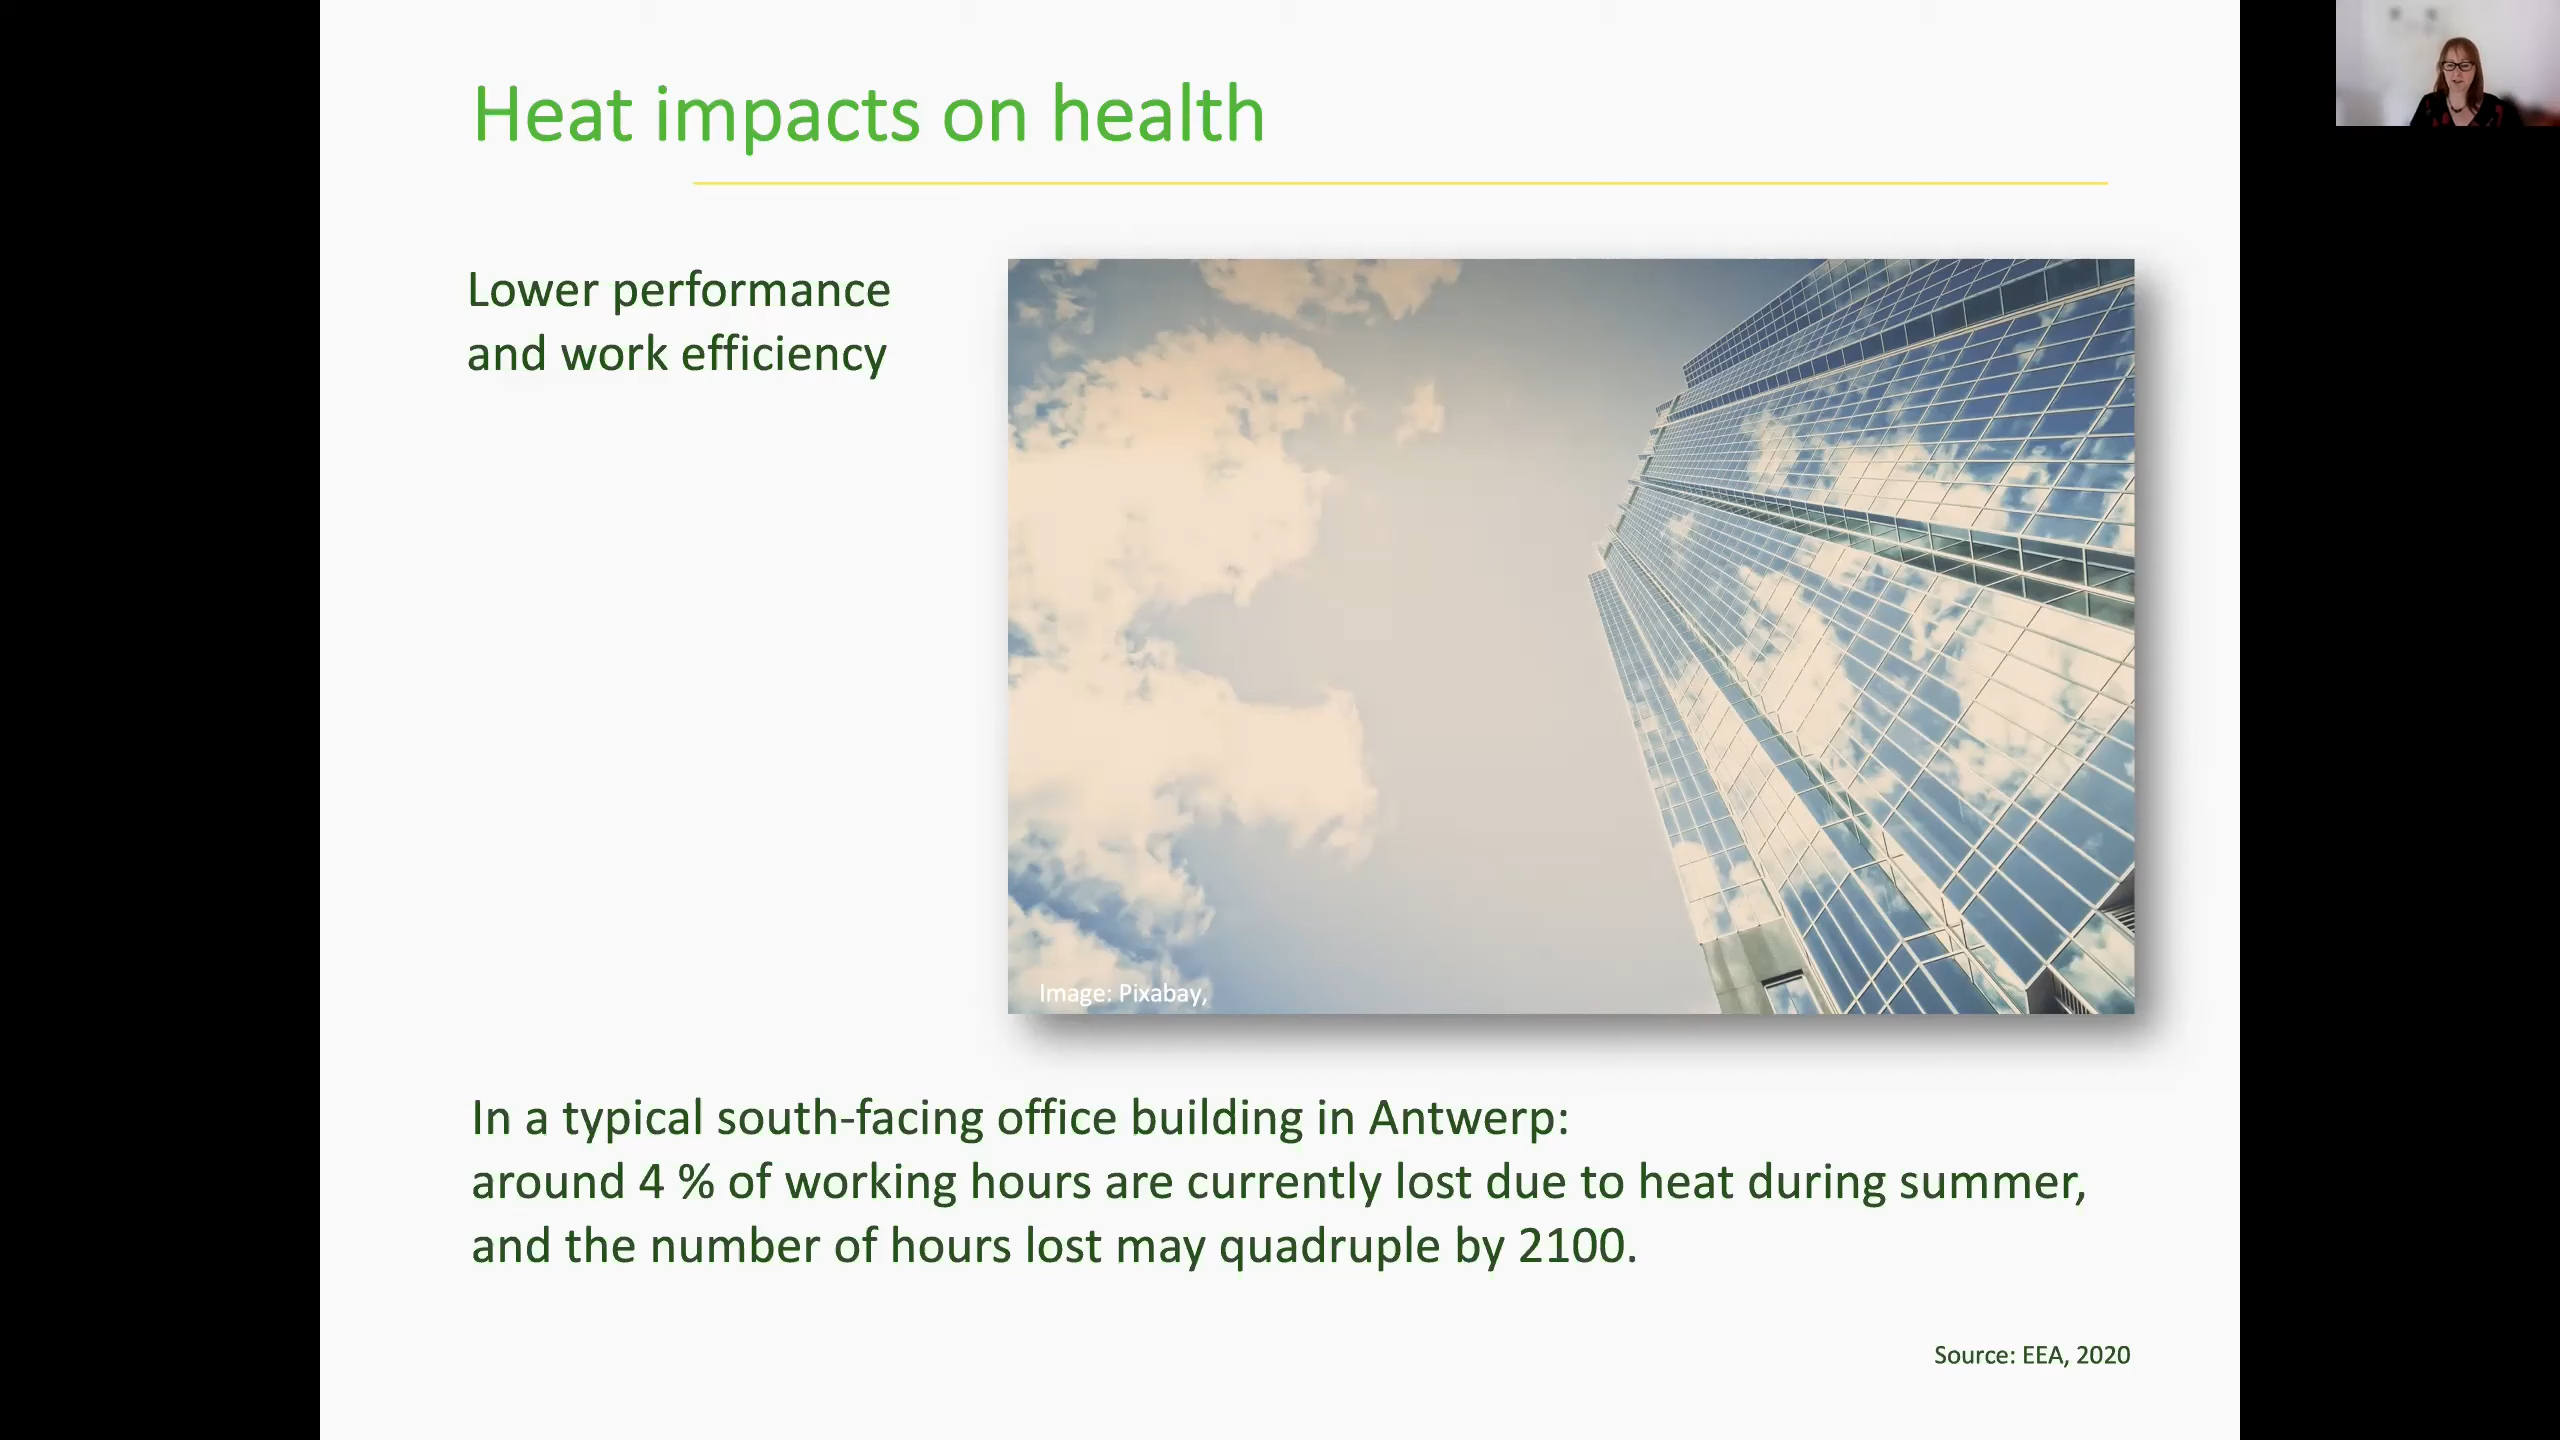 Heat impacts on health
Lower performance
and work efficiency
Image: Pixabay,
In a typical south-facing office building in Antwerp:
around 4 % of working hours are currently lost due to heat during summer,
and the number of hours lost may quadruple by 2100.
Source: EEA, 2020